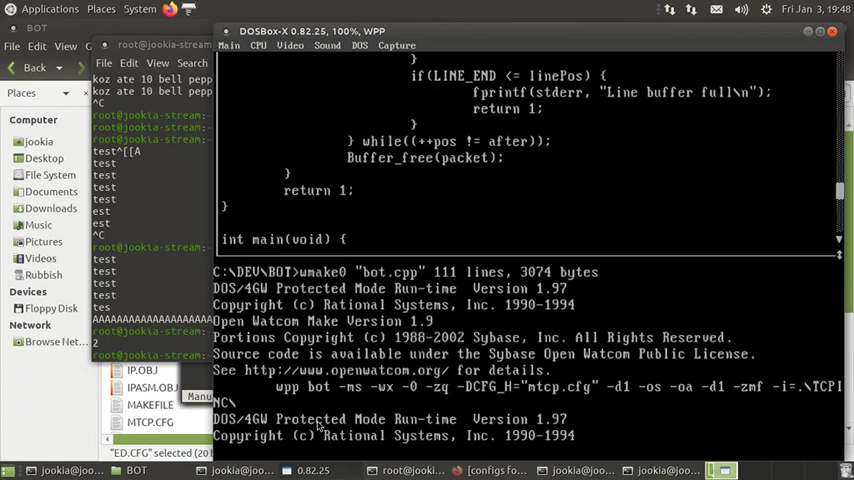 Applications Places System Fri Jan 3, 19:48
BOT
File Edit View
Back
Places
Computer
jookia
Desktop
File System
Documents
Downloads
Music
Pictures
Videos
Rubbish
Devices
Floppy Disk
Network
Browse Net...
root@jookia-stream:
File Edit View Search
koz ate 10 bell pepp
koz ate 10 bell pepp
^C
root@jookia-stream:
root@jookia-stream:
test^[[A
test
test
test
est
est
^C
root@jookia-stream:
test
test
test
test
tes
root@jookia-stream:
2
root@jookia-stream:
IP.OBJ
IPASM.OBJ
MAKEFILE
MTCP.CFG
Manu
"ED.CFG" selected (20 b
DOSBox-X 0.82.25, 100%, WPP
Main CPU Video Sound DOS Capture
}
if(LINE_END <= linePos) {
fprintf(stderr, "Line buffer full\n");
return 1;
}
} while((++pos != after));
Buffer_free(packet);
}
return 1;
}
int main(void) {
C:\DEV\BOT>wmake0 "bot.cpp" 111 lines, 3074 bytes
DOS/4GW Protected Mode Run-time Version 1.97
Copyright (c) Rational Systems, Inc. 1990-1994
Open Watcom Make Version 1.9
Portions Copyright (c) 1988-2002 Sybase, Inc. All Rights Reserved.
Source code is available under the Sybase Open Watcom Public License.
See http://www.openwatcom.org/ for details.
wpp bot -ms -wx -0 -zq -DCFG_H="mtcp.cfg" -d1 -os -oa -d1 -zmf -i=.\TCPI
NC\
DOS/4GW Protected Mode Run-time Version 1.97
Copyright (c) Rational Systems, Inc. 1990-1994
jookia@jookia... BOT jookia@jookia... 0.82.25 root@jookia-... [configs fo... jookia@jooki... jookia@jooki...